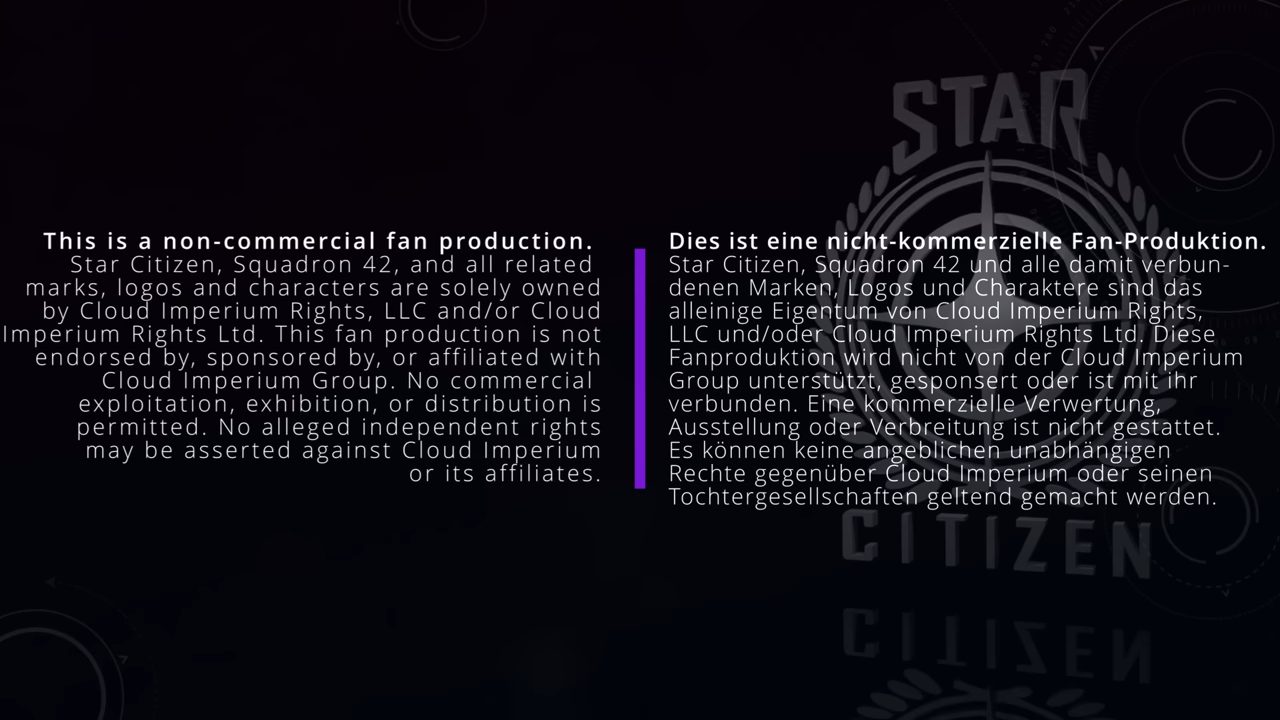 STAR
This is a non-commercial fan production.
Star Citizen, Squadron 42, and all related
marks, logos and characters are solely owned
by Cloud Imperium Rights, LLC and/or Cloud
Imperium Rights Ltd. This fan production is not
endorsed by, sponsored by, or affiliated with
Cloud Imperium Group. No commercial
exploitation, exhibition, or distribution is
permitted. No alleged independent rights
may be asserted against Cloud Imperium
or its affiliates.
Dies ist eine nicht-kommerzielle Fan-Produktion.
Star Citizen, Squadron 42 und alle damit verbun-
denen Marken, Logos und Charaktere sind das
alleinige Eigentum von Cloud Imperium Rights,
LLC und/oder Cloud Imperium Rights Ltd. Diese
Fanproduktion wird nicht von der Cloud Imperium
Group unterstützt, gesponsert oder ist mit ihr
verbunden. Eine kommerzielle Verwertung,
Ausstellung oder Verbreitung ist nicht gestattet.
Es können keine angeblichen unabhängigen
Rechte gegenüber Cloud Imperium oder seinen
Tochtergesellschaften geltend gemacht werden.
CITIZEN